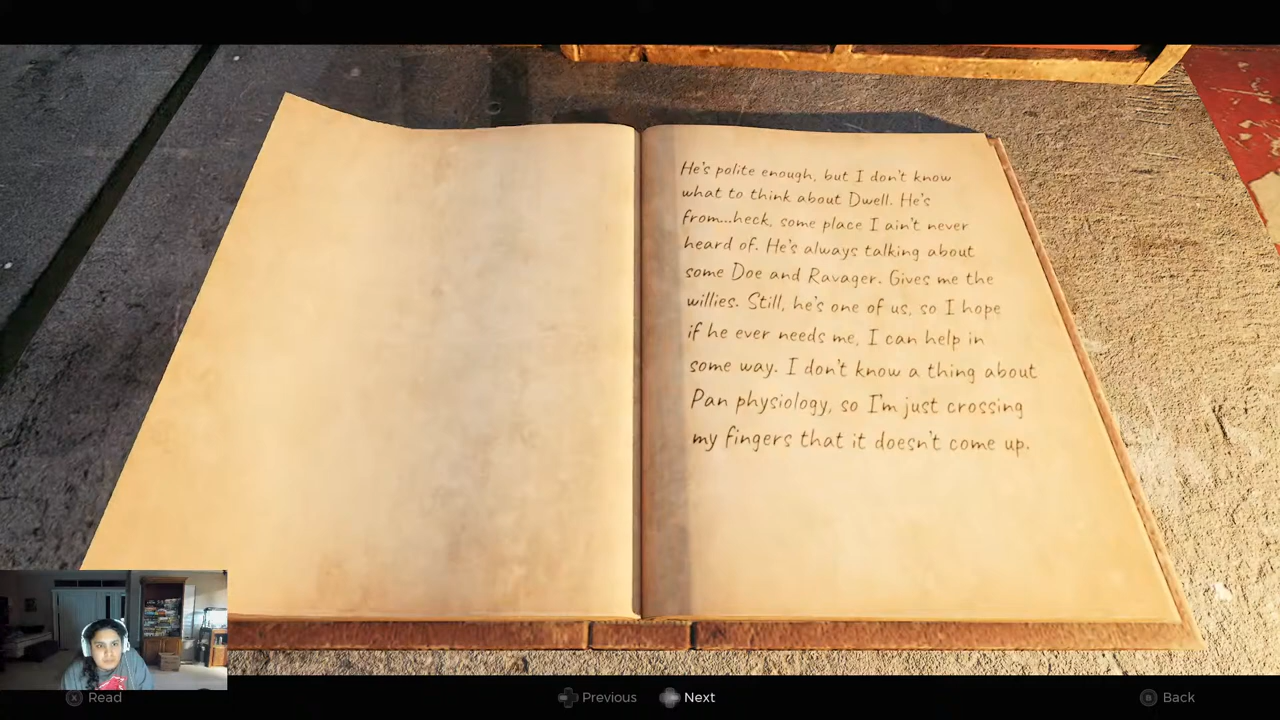 He's polite enough, but I don't know
what to think about Dwell. He's
from...heck, some place I ain't never
heard of. He's always talking about
some Doe and Ravager. Gives me the
willies. Still, he's one of us, so I hope
if he ever needs me, I can help in
some way. I don't know a thing about
Pan physiology, so I'm just crossing
my fingers that it doesn't come up.
X Read
Previous
Next
B Back